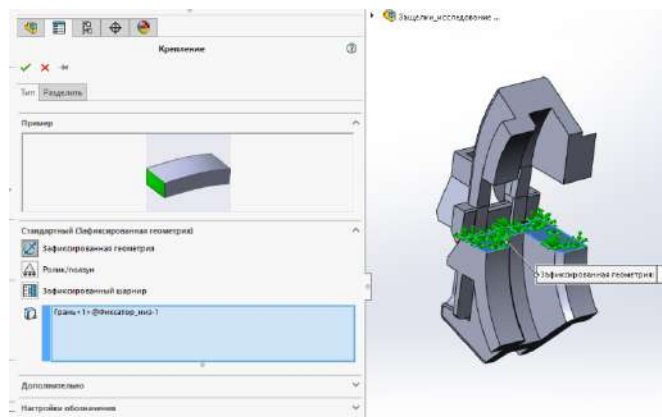 Крепление
Тип Разделить
Пример
Стандартный (Зафиксированная геометрия)
Зафиксированная геометрия
Ролик/ползун
Зафиксированный шарнир
Грань<1>@Фиксатор_низ-1
Дополнительно
Настройки обозначения
Защелки_исследование ...
Зафиксированная геометрия: